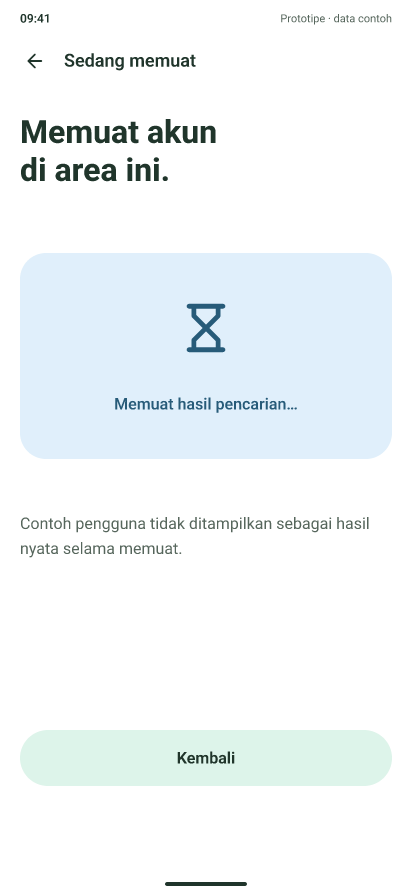 09:41
Prototipe · data contoh
Sedang memuat
Memuat akun
di area ini.
Memuat hasil pencarian…
Contoh pengguna tidak ditampilkan sebagai hasil
nyata selama memuat.
Kembali